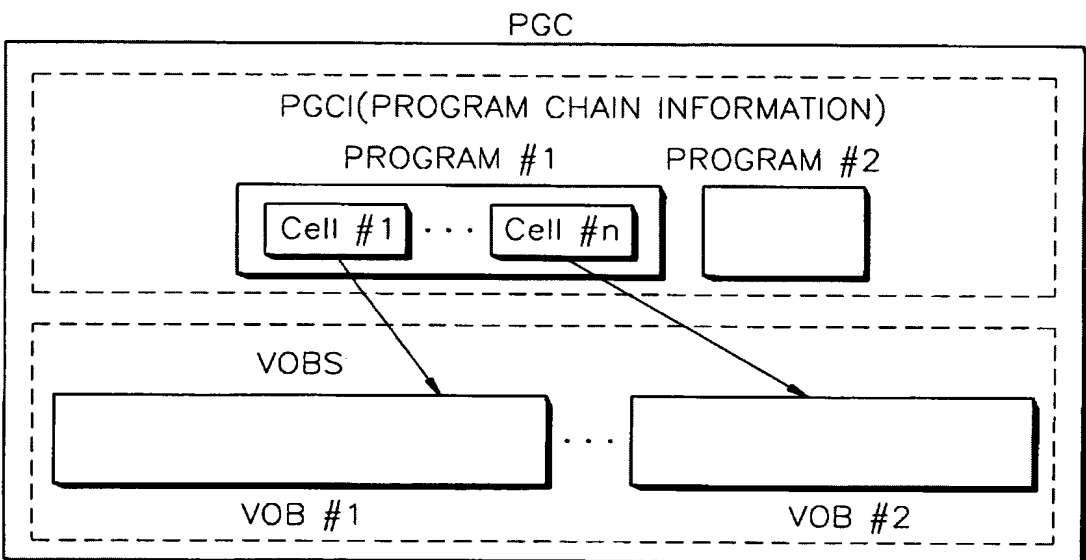 PGC
PGCI(PROGRAM CHAIN INFORMATION)
PROGRAM #1 PROGRAM #2
Cell #1 ··· Cell #n
VOBS
···
VOB #1 VOB #2